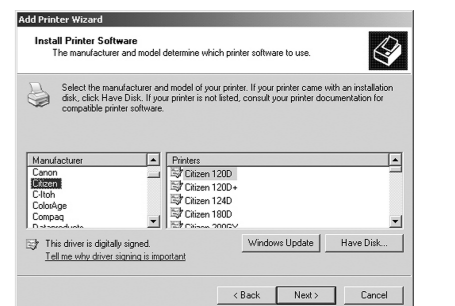 Add Printer Wizard
Install Printer Software
The manufacturer and model determine which printer software to use.
Select the manufacturer and model of your printer. If your printer came with an installation
disk, click Have Disk. If your printer is not listed, consult your printer documentation for
compatible printer software.
Manufacturer
Canon
Citizen
C-Itoh
ColorAge
Compaq
Dataproducts
Printers
Citizen 120D
Citizen 120D+
Citizen 124D
Citizen 180D
Citizen 200GX
This driver is digitally signed.
Tell me why driver signing is important
Windows Update
Have Disk...
< Back
Next >
Cancel